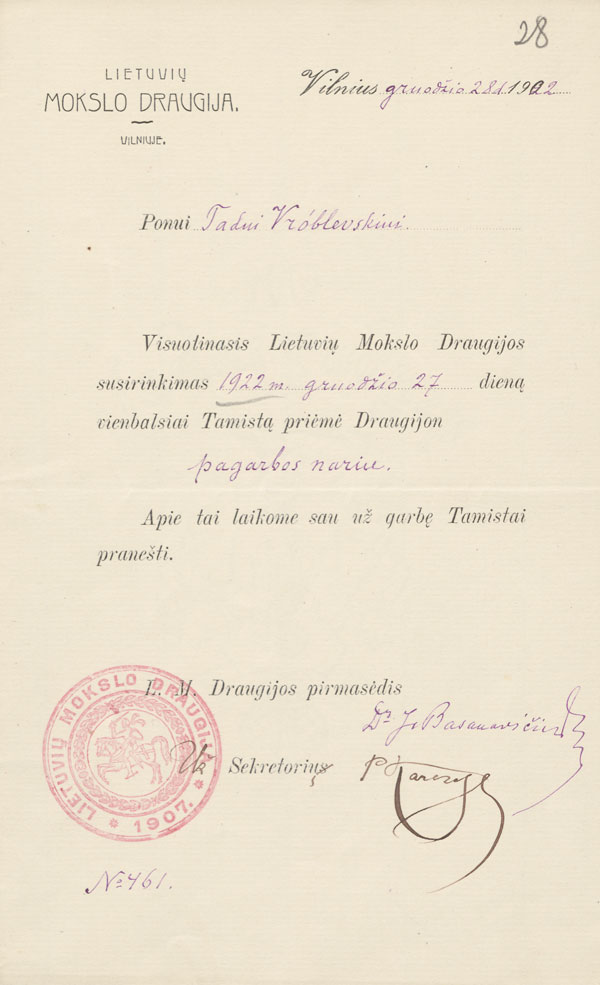 28
LIETUVIŲ
MOKSLO DRAUGIJA.
VILNIUJE.
Vilnius gruodžio 28 d. 1922
Ponui Tadui Vróblevskiui.
Visuotinasis Lietuvių Mokslo Draugijos
susirinkimas 1922 m. gruodžio 27 dieną
vienbalsiai Tamistą priėmė Draugijon
pagarbos nariu.
Apie tai laikome sau už garbę Tamistai
pranešti.
L. M. Draugijos pirmasėdis
Dr J. Basanavičius
Sekretorių
LIETUVIŲ MOKSLO DRAUGIJA
* 1907. *
№ 461.